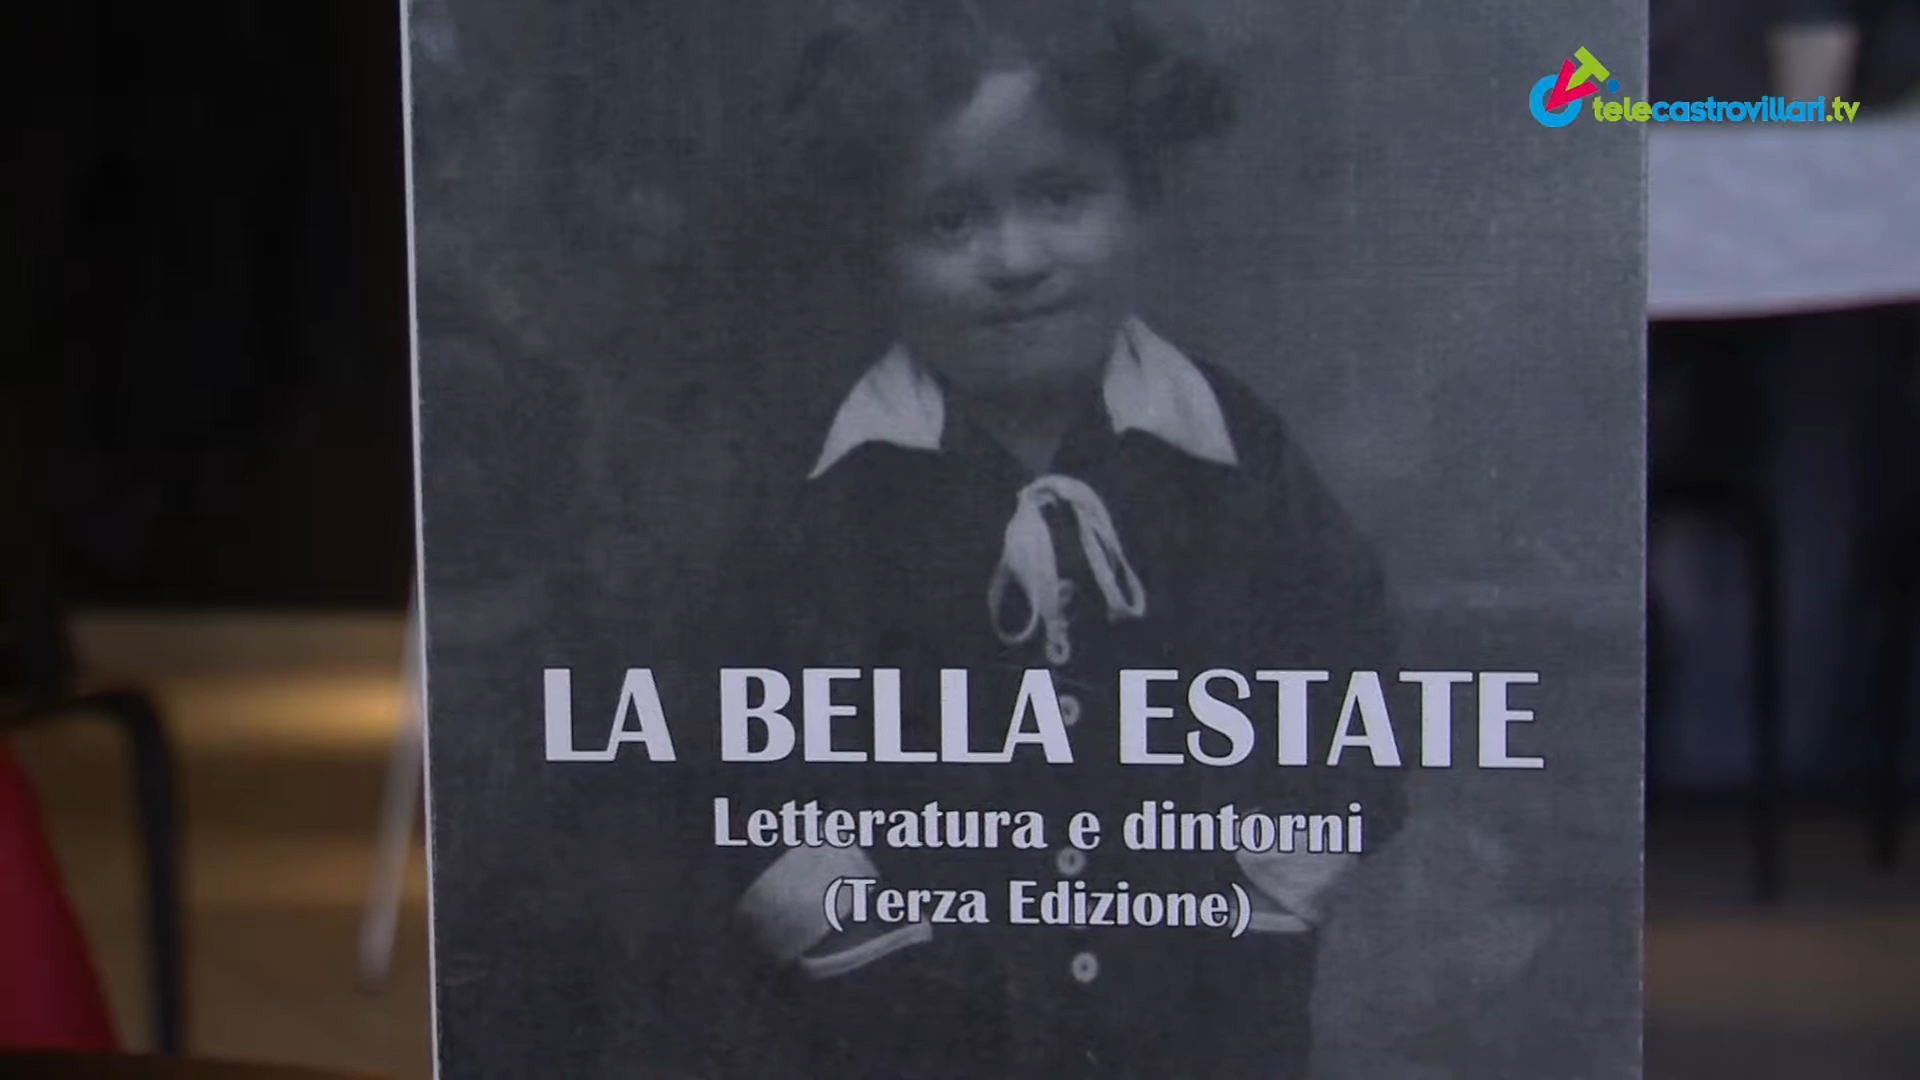 telecastrovillari.tv
LA BELLA ESTATE
Letteratura e dintorni
(Terza Edizione)